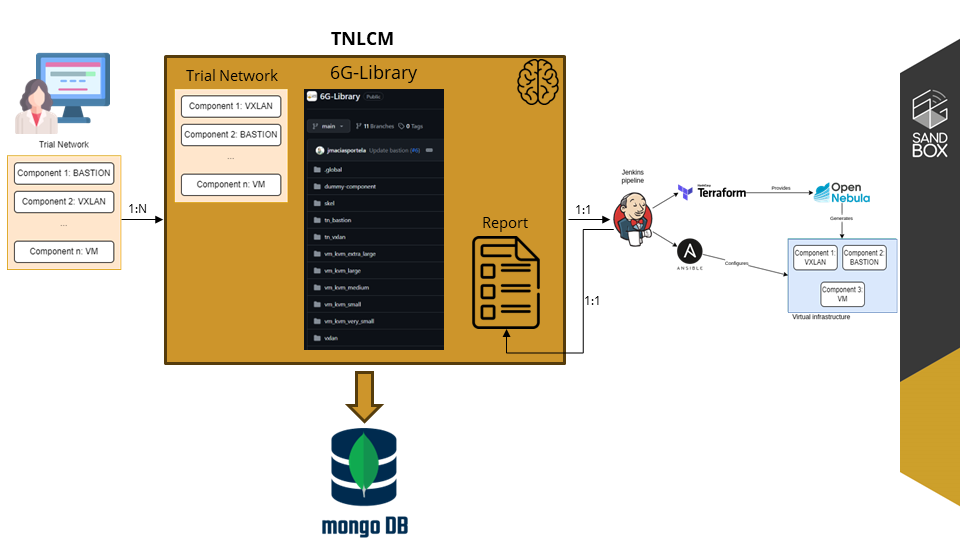 TNLCM
Trial Network
Component 1: BASTION
Component 2: VXLAN
...
Component n: VM
1:N
Trial Network
Component 1: VXLAN
Component 2: BASTION
...
Component n: VM
6G-Library
6G-Library Public
main
11 Branches
0 Tags
jmaciasportela Update bastion (#6)
.global
dummy-component
skel
tn_bastion
tn_vxlan
vm_kvm_extra_large
vm_kvm_large
vm_kvm_medium
vm_kvm_small
vm_kvm_very_small
vxlan
Report
1:1
1:1
Jenkins
pipeline
Terraform
Provides
Open
Nebula
Generates
ANSIBLE
Configures
Component 1:
VXLAN
Component 2:
BASTION
Component 3:
VM
Virtual infrastructure
mongo DB
SAND
BOX